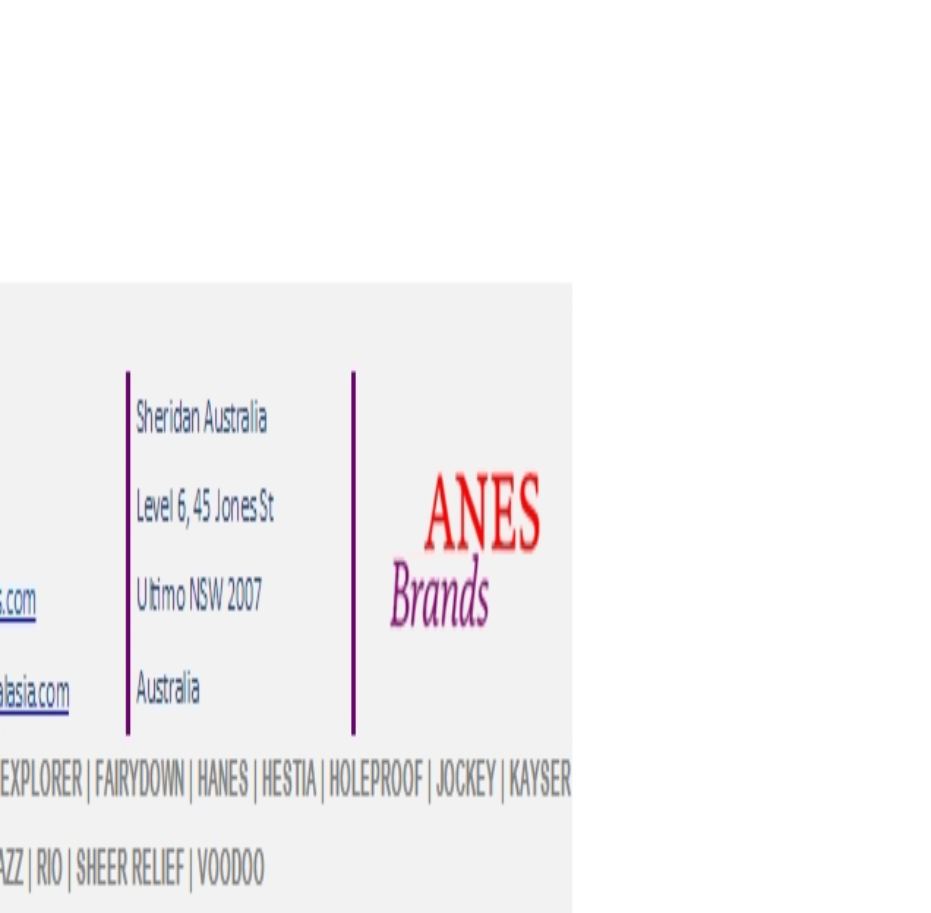 Sheridan Australia
Level 6, 45 Jones St
ANES
s.com
Ultimo NSW 2007
Brands
alasia.com
Australia
EXPLORER | FAIRYDOWN | HANES | HESTIA | HOLEPROOF | JOCKEY | KAYSER
AZZ | RIO | SHEER RELIEF | VOODOO